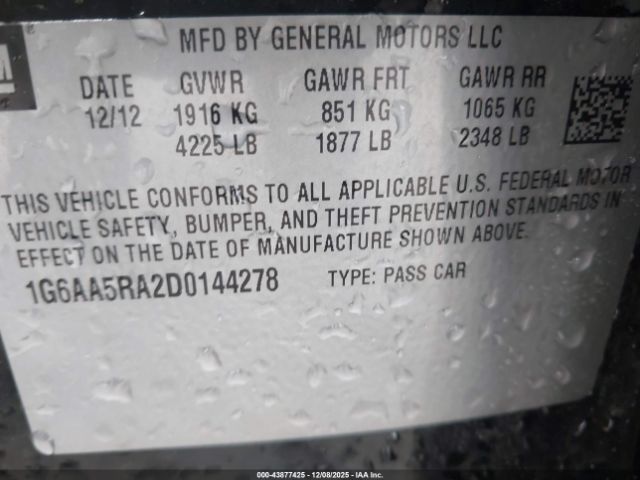 GM
MFD BY GENERAL MOTORS LLC
DATE GVWR GAWR FRT GAWR RR
12/12 1916 KG 851 KG 1065 KG
4225 LB 1877 LB 2348 LB
THIS VEHICLE CONFORMS TO ALL APPLICABLE U.S. FEDERAL MOTOR
VEHICLE SAFETY, BUMPER, AND THEFT PREVENTION STANDARDS IN
EFFECT ON THE DATE OF MANUFACTURE SHOWN ABOVE.
1G6AA5RA2D0144278 TYPE: PASS CAR
000-43877425 - 12/08/2025 - IAAI.com